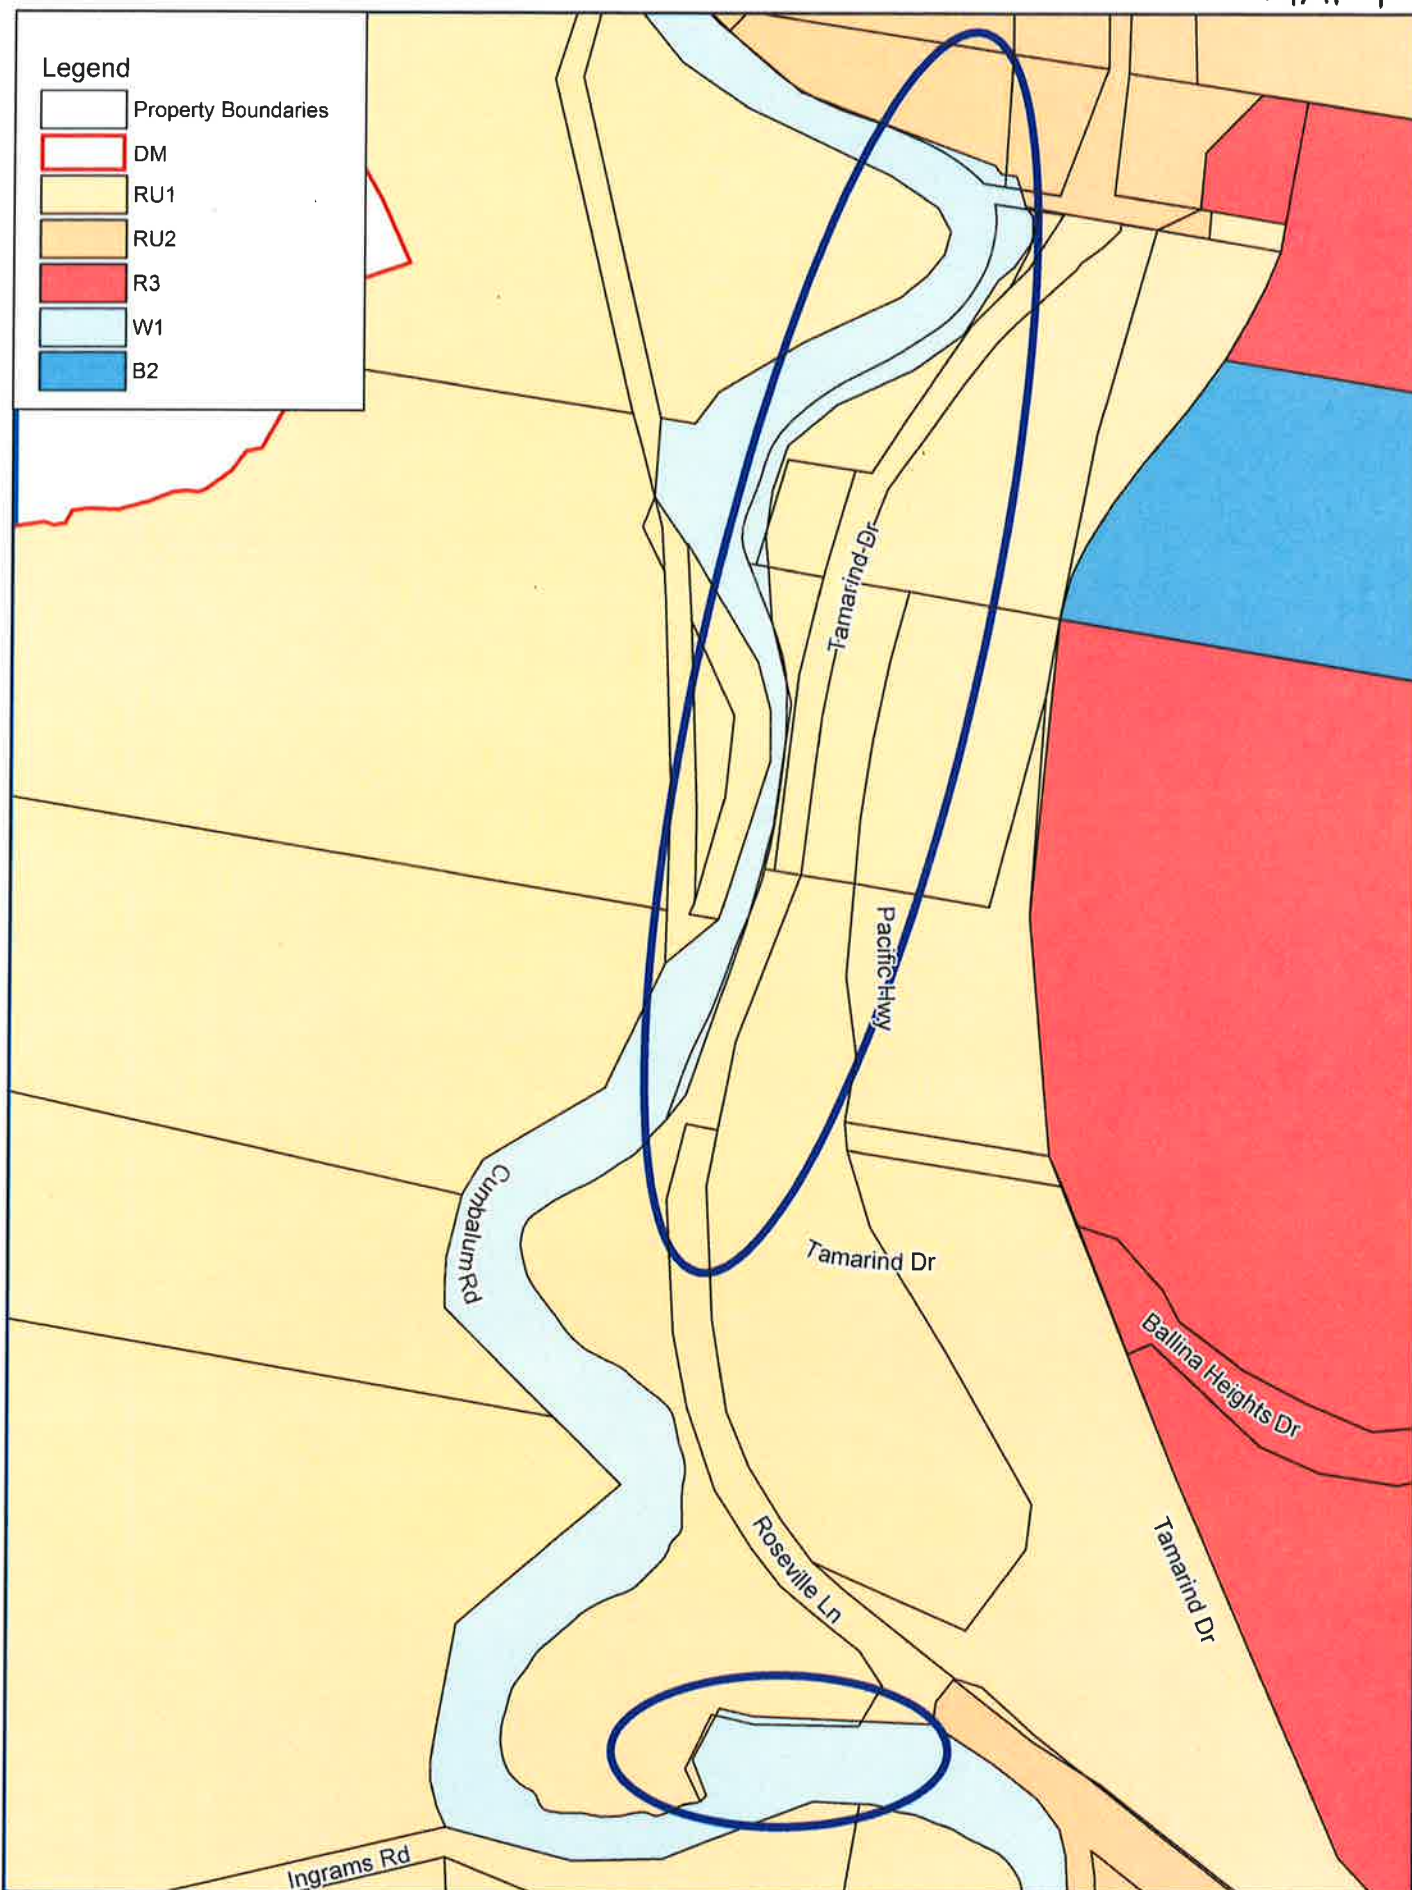 Legend
Property Boundaries
DM
RU1
RU2
R3
W1
B2
Tamarind Dr
Pacific Hwy
Cumbalum Rd
Tamarind Dr
Ballina Heights Dr
Roseville Ln
Tamarind Dr
Ingrams Rd